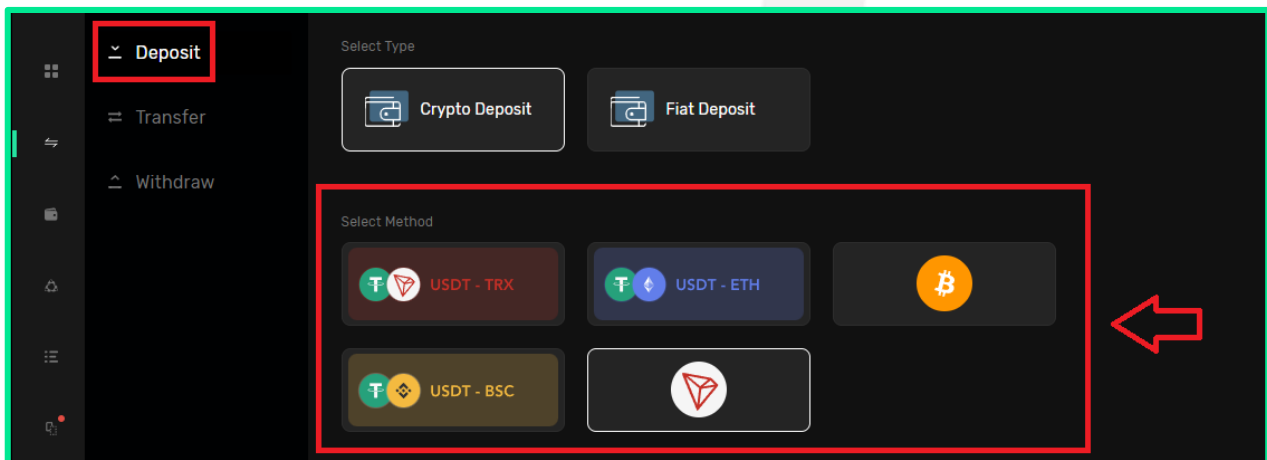 Deposit
Transfer
Withdraw
Select Type
Crypto Deposit
Fiat Deposit
Select Method
USDT - TRX
USDT - ETH
USDT - BSC